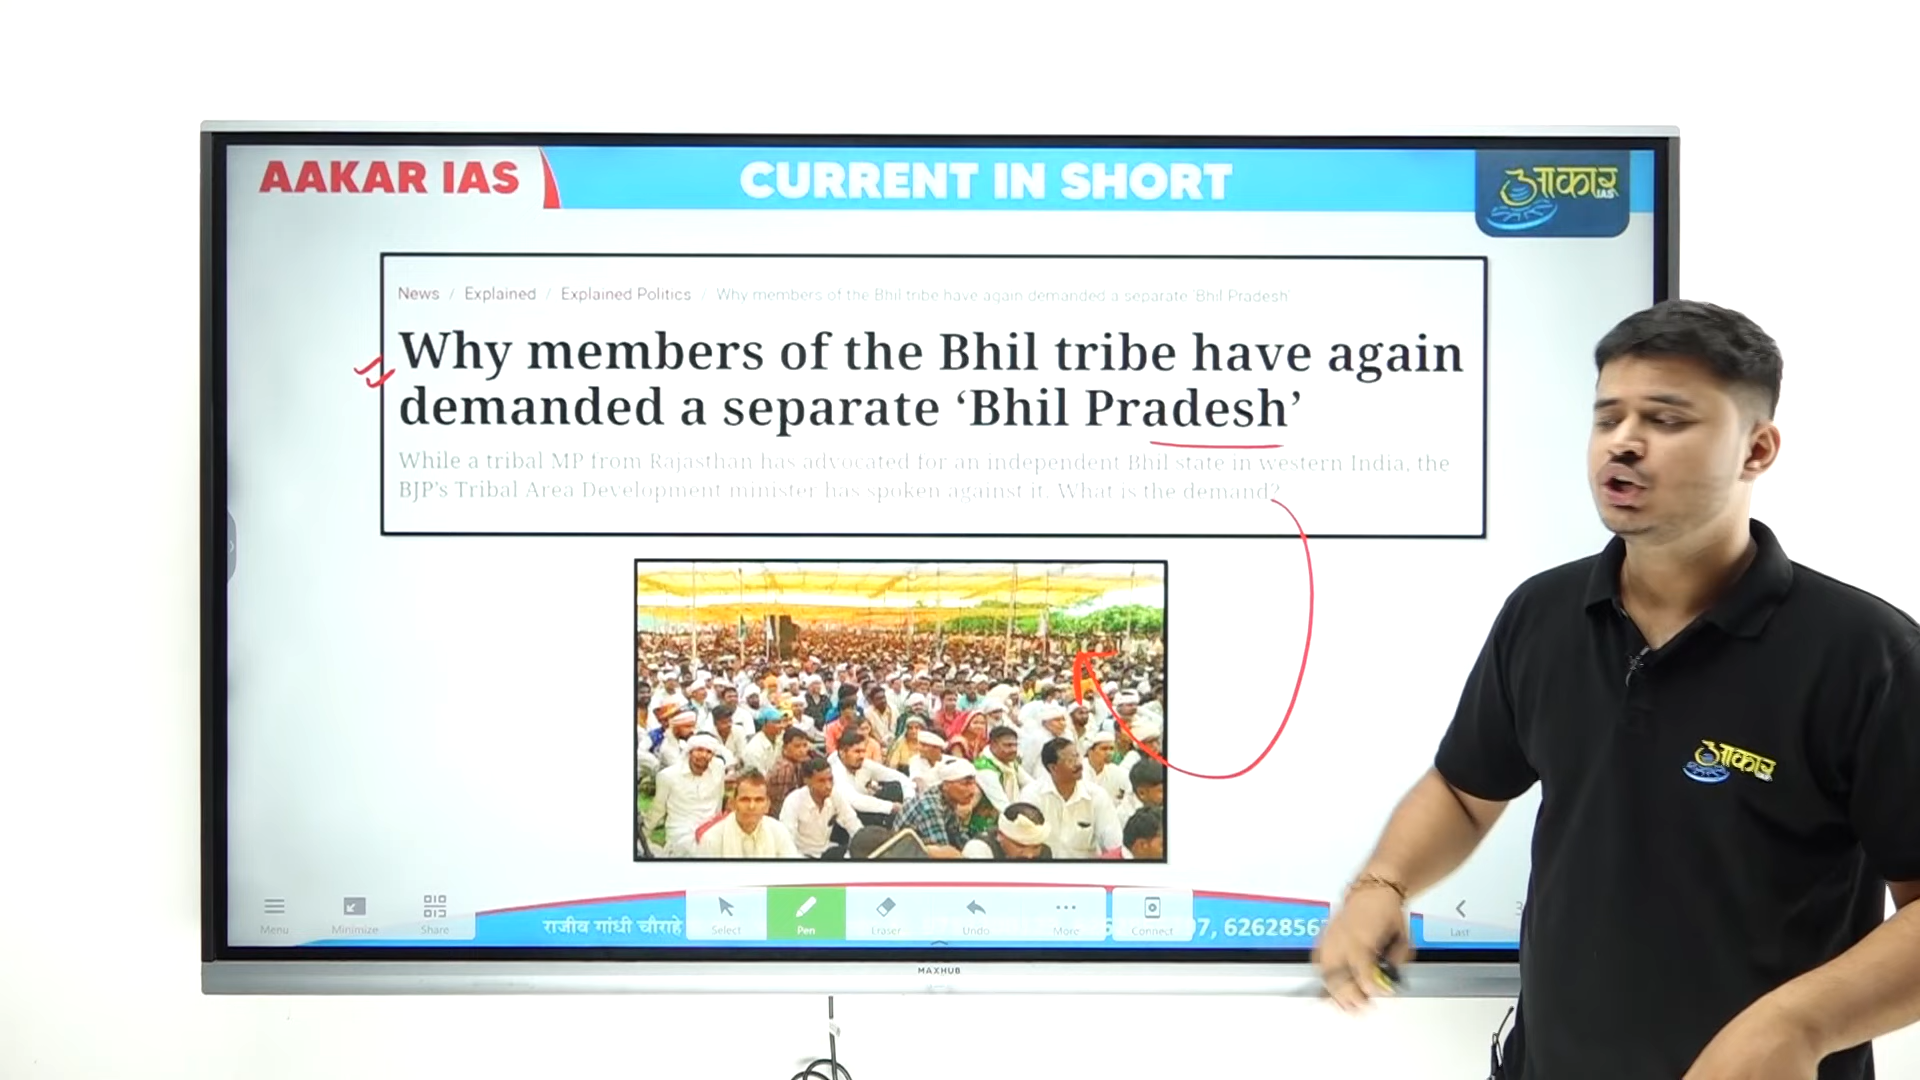 AAKAR IAS
CURRENT IN SHORT
आकार
IAS
News / Explained / Explained Politics / Why members of the Bhil tribe have again demanded a separate 'Bhil Pradesh'
Why members of the Bhil tribe have again
demanded a separate ‘Bhil Pradesh’
While a tribal MP from Rajasthan has advocated for an independent Bhil state in western India, the
BJP's Tribal Area Development minister has spoken against it. What is the demand?
आकार
Menu
Minimize
Share
राजीव गांधी चौराहे
Select
Pen
Eraser
Undo
More
Connect
7, 626285
Last
MAXHUB